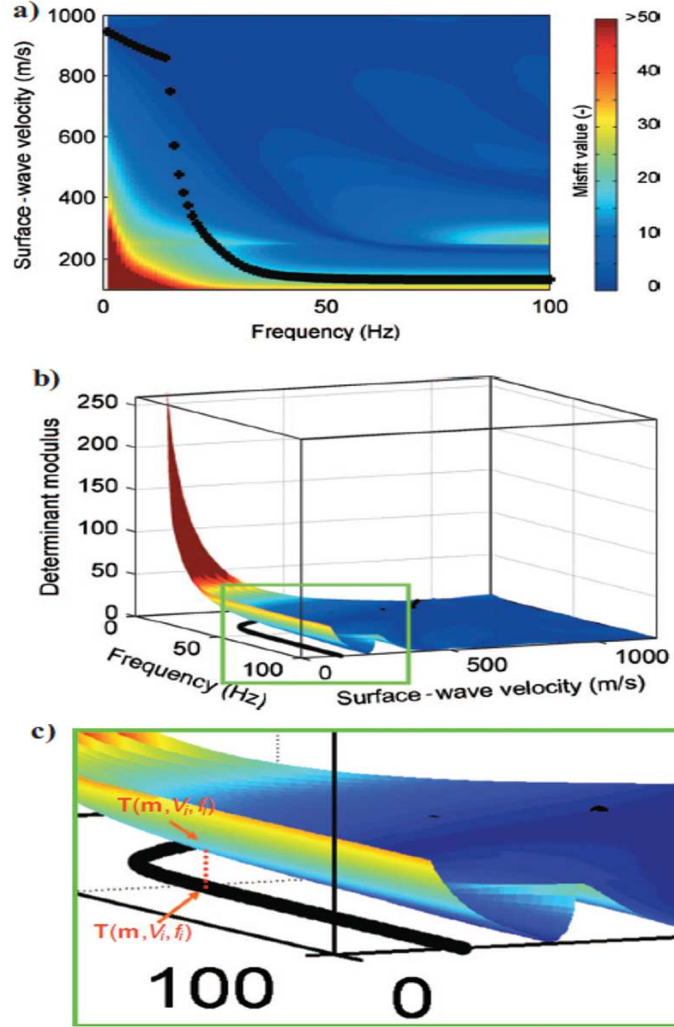 a)
Surface-wave velocity (m/s)
1000
800
600
400
200
0
50
100
Frequency (Hz)
Misfit value (-)
>50
40
30
20
10
0
b)
Determinant modulus
250
200
150
100
50
0
0
50
100
Frequency (Hz)
0
500
1000
Surface-wave velocity (m/s)
c)
T(m,Vᵢ,fᵢ)
T(m,Vᵢ,fᵢ)
100
0